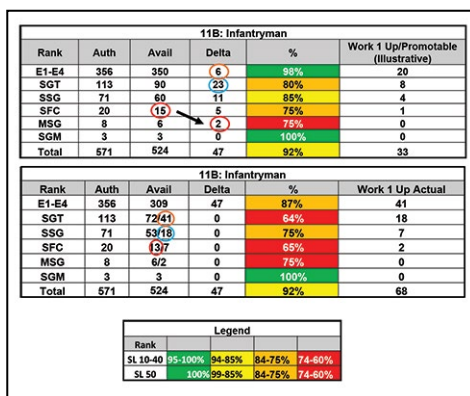 11B: Infantryman
Rank Auth Avail Delta % Work 1 Up/Promotable (Illustrative)
E1-E4 356 350 6 98% 20
SGT 113 90 23 80% 8
SSG 71 60 11 85% 4
SFC 20 15 5 75% 1
MSG 8 6 2 75% 0
SGM 3 3 0 100% 0
Total 571 524 47 92% 33
11B: Infantryman
Rank Auth Avail Delta % Work 1 Up Actual
E1-E4 356 309 47 87% 41
SGT 113 72/41 0 64% 18
SSG 71 53/18 0 75% 7
SFC 20 13/7 0 65% 2
MSG 8 6/2 0 75% 0
SGM 3 3 0 100% 0
Total 571 524 47 92% 68
Legend
Rank
SL 10-40 95-100% 94-85% 84-75% 74-60%
SL 50 100% 99-85% 84-75% 74-60%